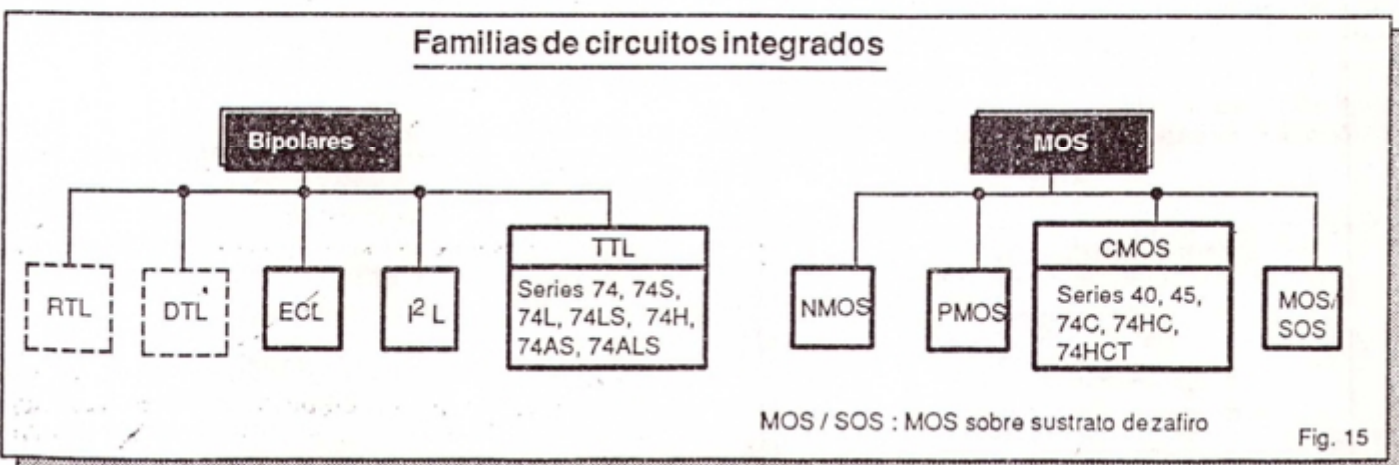 Familias de circuitos integrados
Bipolares
MOS
RTL
DTL
ECL
I² L
TTL
Series 74, 74S,
74L, 74LS, 74H,
74AS, 74ALS
NMOS
PMOS
CMOS
Series 40, 45,
74C, 74HC,
74HCT
MOS/
SOS
MOS / SOS : MOS sobre sustrato de zafiro
Fig. 15